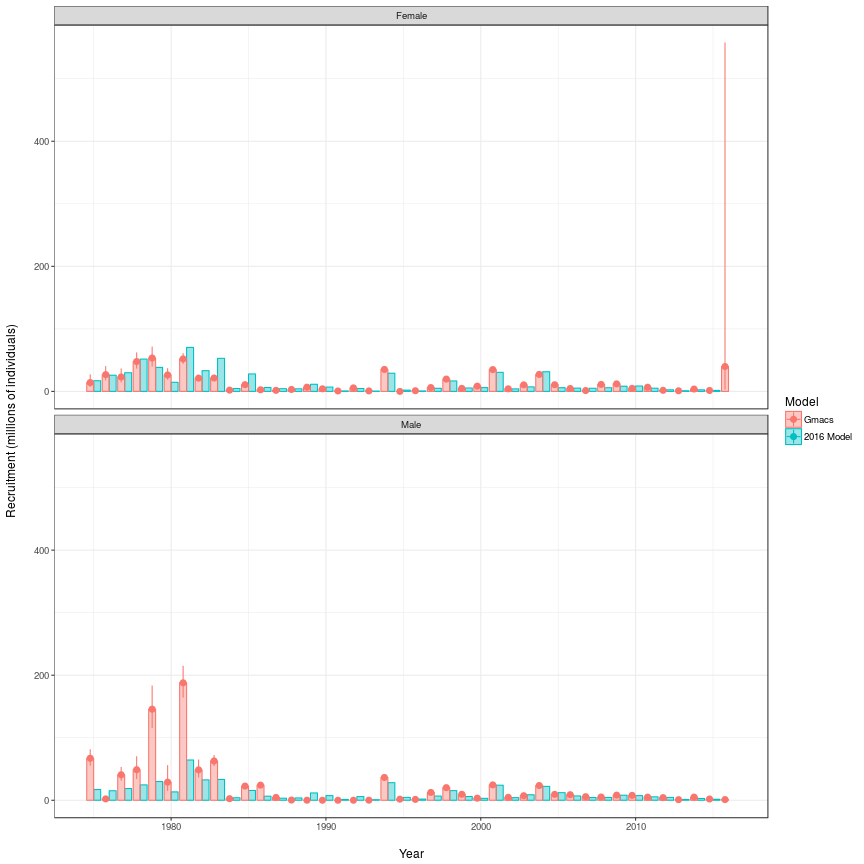 Female
400
200
0
Recruitment (millions of individuals)
Male
400
200
0
1980 1990 2000 2010
Year
Model
Gmacs
2016 Model